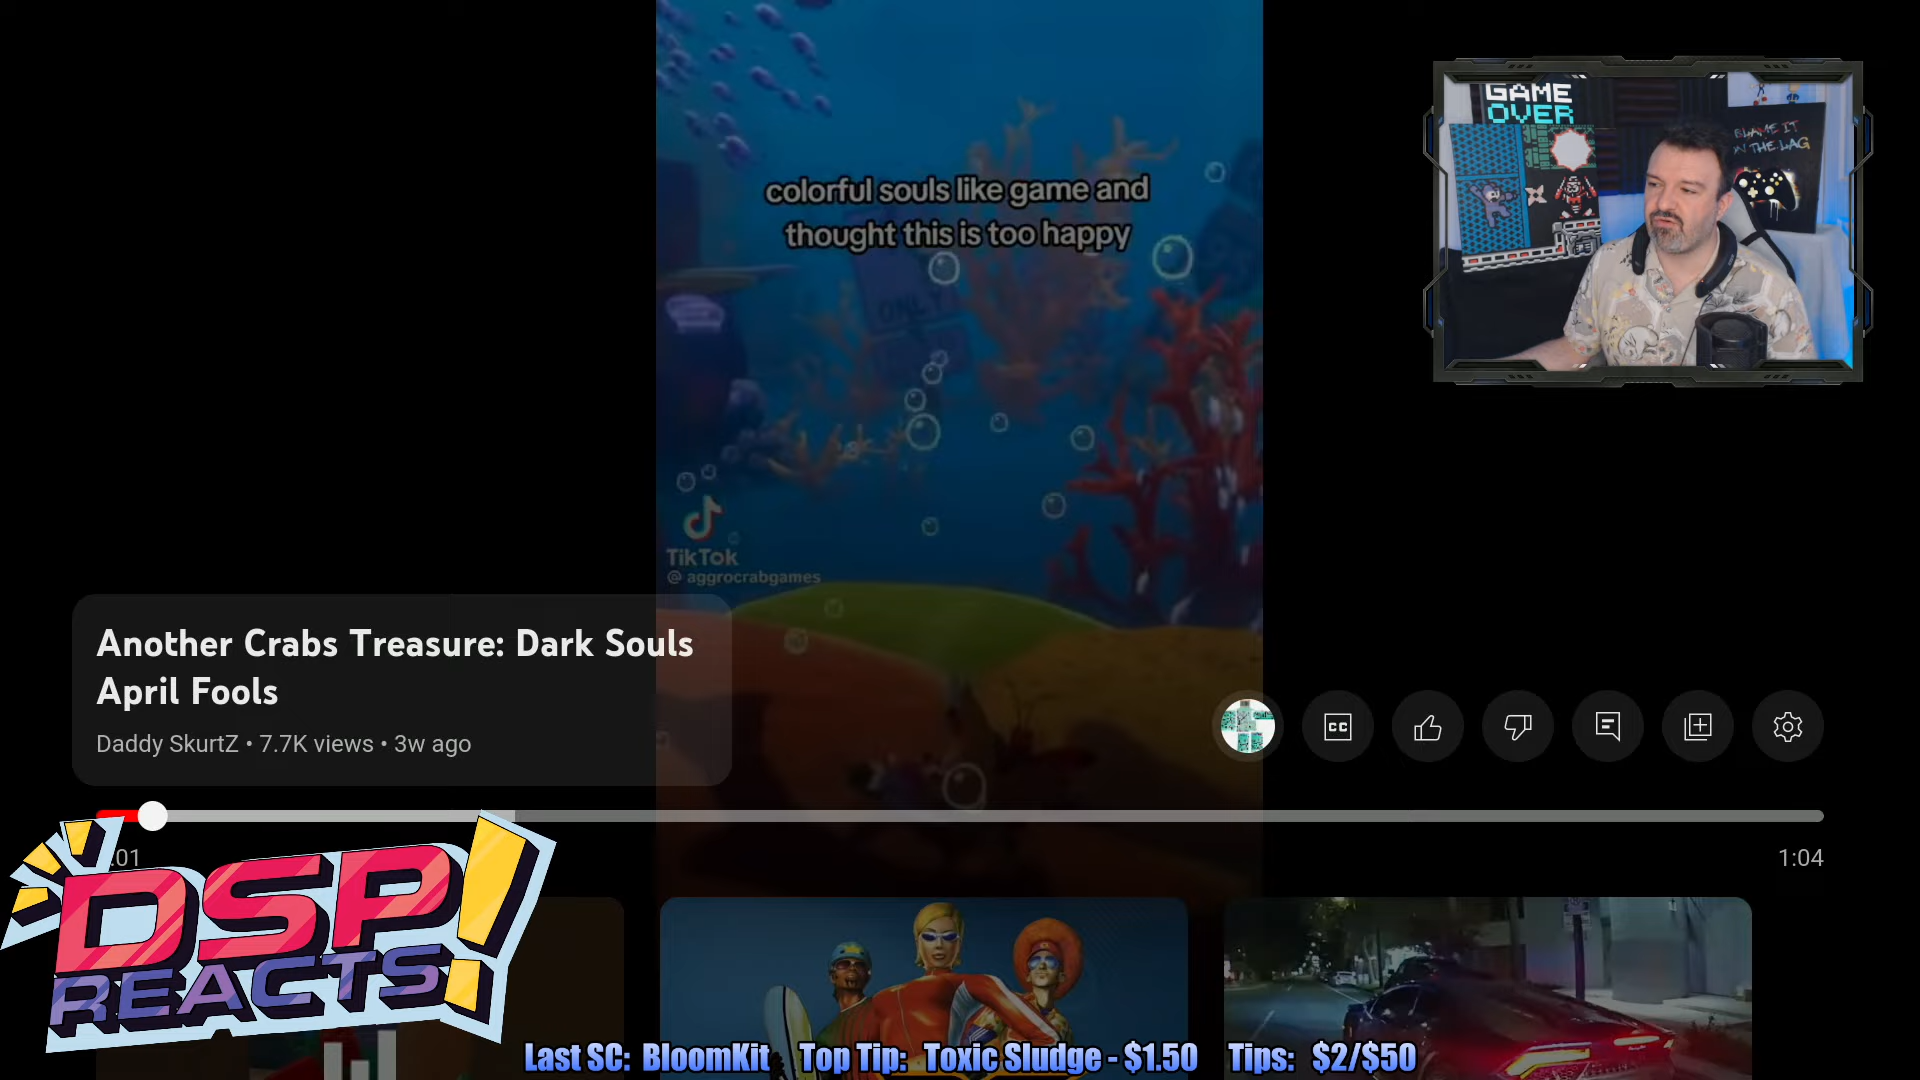 colorful souls like game and
thought this is too happy
ONLY
GAME
OVER
BLAME IT
ON THE LAG
TikTok
@ aggrocrabgames
Another Crabs Treasure: Dark Souls
April Fools
Daddy SkurtZ • 7.7K views • 3w ago
CC
:01
1:04
DSP
REACTS!
Last SC: BloomKit Top Tip: Toxic Sludge - $1.50 Tips: $2/$50